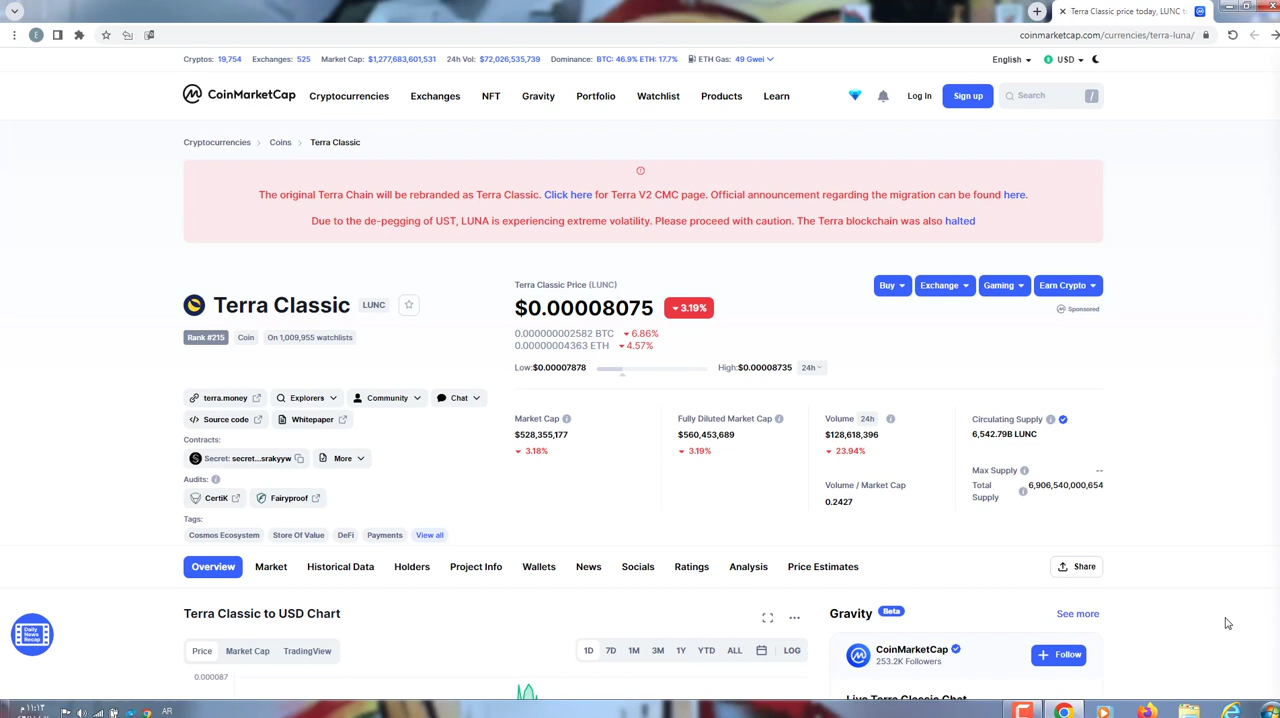 Terra Classic price today, LUNC to
E
coinmarketcap.com/currencies/terra-luna/
Cryptos: 19,754 Exchanges: 525 Market Cap: $1,277,683,601,531 24h Vol: $72,026,535,739 Dominance: BTC: 46.9% ETH: 17.7% ETH Gas: 49 Gwei English USD
CoinMarketCap Cryptocurrencies Exchanges NFT Gravity Portfolio Watchlist Products Learn Log In Sign up Search /
Cryptocurrencies > Coins > Terra Classic
The original Terra Chain will be rebranded as Terra Classic. Click here for Terra V2 CMC page. Official announcement regarding the migration can be found here.
Due to the de-pegging of UST, LUNA is experiencing extreme volatility. Please proceed with caution. The Terra blockchain was also halted
Terra Classic LUNC
Rank #215 Coin On 1,009,955 watchlists
Terra Classic Price (LUNC)
$0.00008075 3.19%
0.000000002582 BTC 6.86%
0.00000004363 ETH 4.57%
Low:$0.00007878 High:$0.00008735 24h
Buy Exchange Gaming Earn Crypto
Sponsored
terra.money Explorers Community Chat
Source code Whitepaper
Contracts:
Secret: secret...srakyyw More
Audits:
CertiK Fairyproof
Tags:
Cosmos Ecosystem Store Of Value DeFi Payments View all
Market Cap
$528,355,177
3.18%
Fully Diluted Market Cap
$560,453,689
3.19%
Volume 24h
$128,618,396
23.94%
Volume / Market Cap
0.2427
Circulating Supply
6,542.79B LUNC
Max Supply --
Total Supply 6,906,540,000,654
Overview Market Historical Data Holders Project Info Wallets News Socials Ratings Analysis Price Estimates Share
Terra Classic to USD Chart
Price Market Cap TradingView 1D 7D 1M 3M 1Y YTD ALL LOG
0.000087
Gravity Beta See more
CoinMarketCap
253.2K Followers
+ Follow
Daily
News
Recap
AR